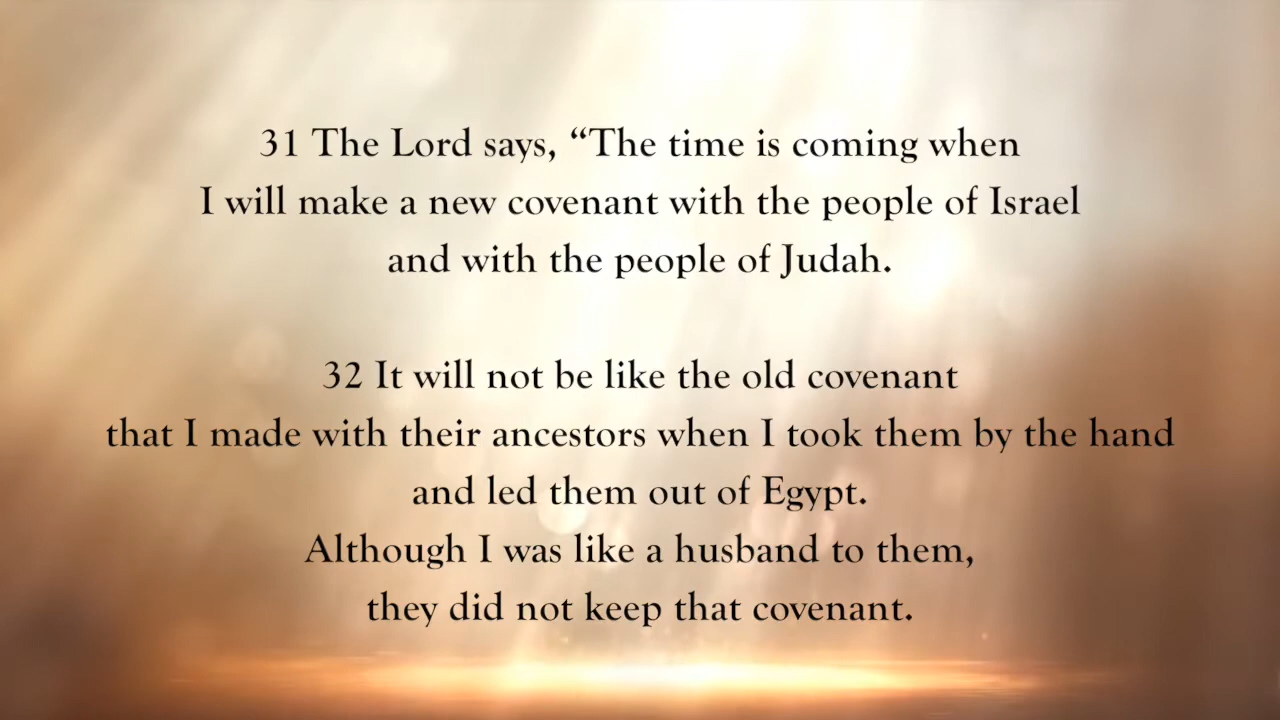 31 The Lord says, “The time is coming when
I will make a new covenant with the people of Israel
and with the people of Judah.
32 It will not be like the old covenant
that I made with their ancestors when I took them by the hand
and led them out of Egypt.
Although I was like a husband to them,
they did not keep that covenant.